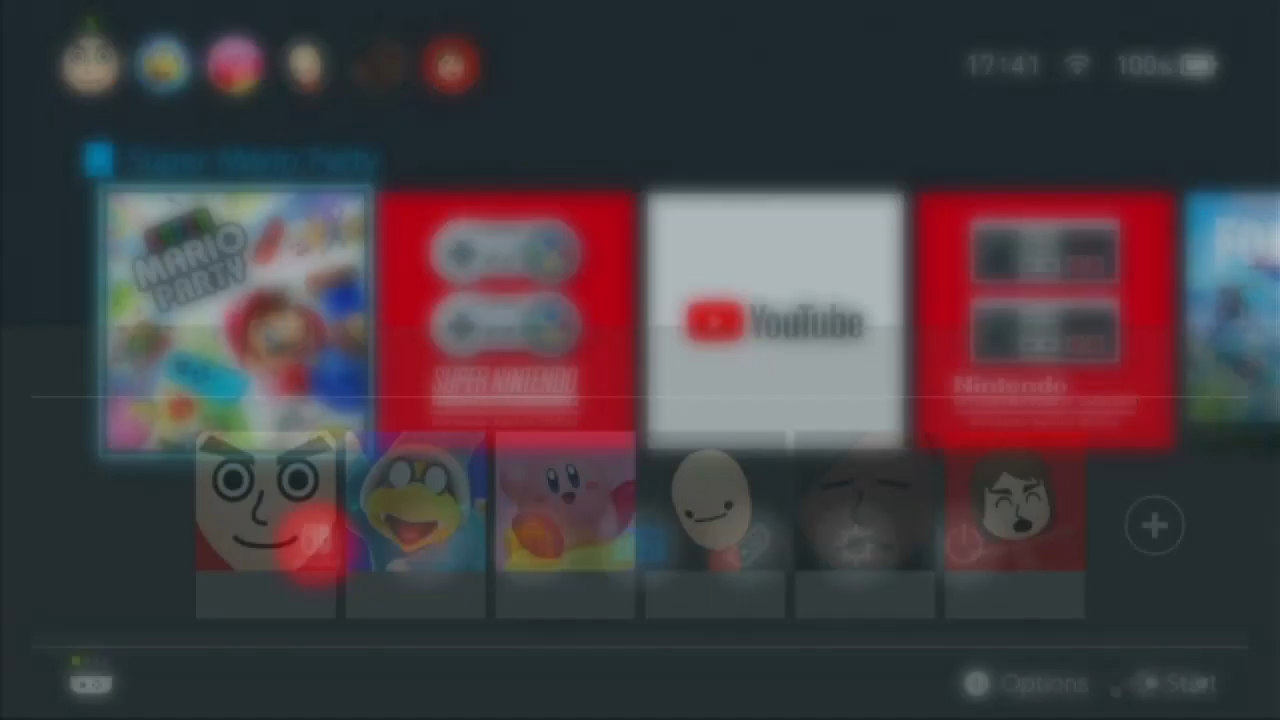 17:41 100%
Super Mario Party
MARIO
PARTY
YouTube
SUPER NINTENDO
Nintendo
Options Start